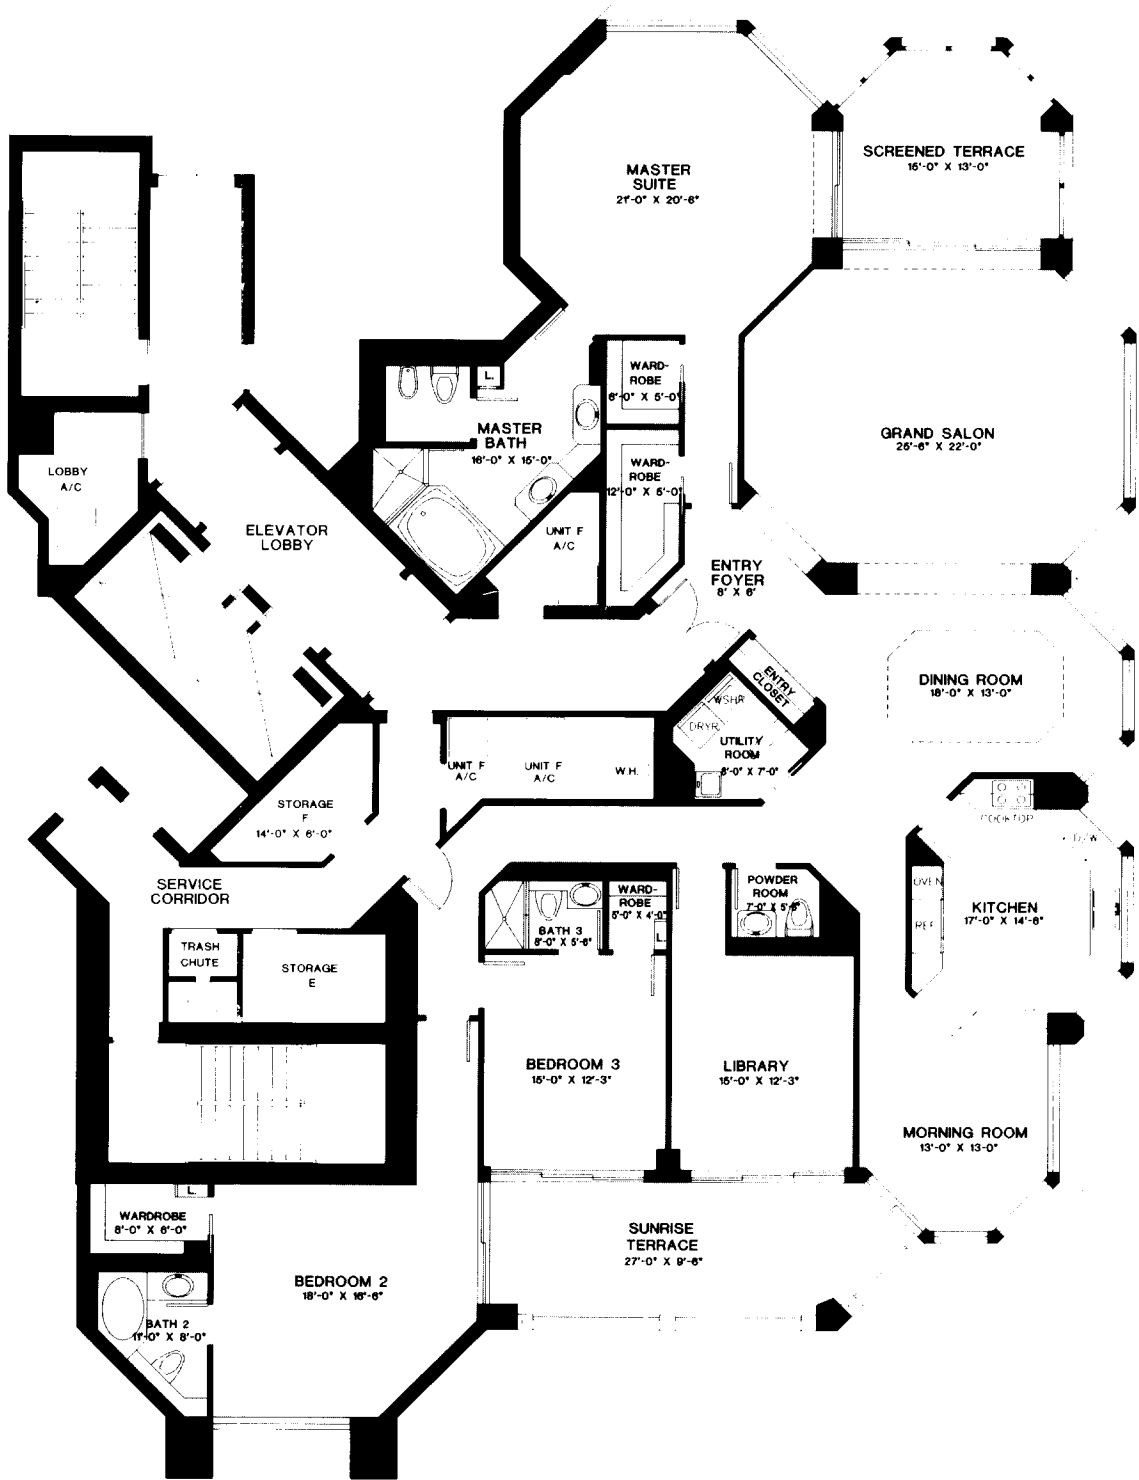 MASTER
SUITE
21'-0" X 20'-6"
SCREENED TERRACE
15'-0" X 13'-0"
WARD-
ROBE
6'-0" X 5'-0"
L.
MASTER
BATH
16'-0" X 15'-0"
GRAND SALON
25'-6" X 22'-0"
WARD-
ROBE
12'-0" X 5'-0"
LOBBY
A/C
ELEVATOR
LOBBY
UNIT F
A/C
ENTRY
FOYER
8' X 6'
ENTRY
CLOSET
DINING ROOM
18'-0" X 13'-0"
WSHR
DRYR
UTILITY
ROOM
8'-0" X 7'-0"
UNIT F
A/C
UNIT F
A/C
W.H.
STORAGE
F
14'-0" X 6'-0"
COOKTOP
D/W
SERVICE
CORRIDOR
POWDER
ROOM
7'-0" X 5'-6"
WARD-
ROBE
5'-0" X 4'-0"
L.
BATH 3
8'-0" X 5'-6"
OVEN
REF
KITCHEN
17'-0" X 14'-6"
TRASH
CHUTE
STORAGE
E
BEDROOM 3
15'-0" X 12'-3"
LIBRARY
15'-0" X 12'-3"
MORNING ROOM
13'-0" X 13'-0"
L.
WARDROBE
8'-0" X 6'-0"
SUNRISE
TERRACE
27'-0" X 9'-6"
BEDROOM 2
18'-0" X 16'-6"
BATH 2
11'-0" X 8'-0"